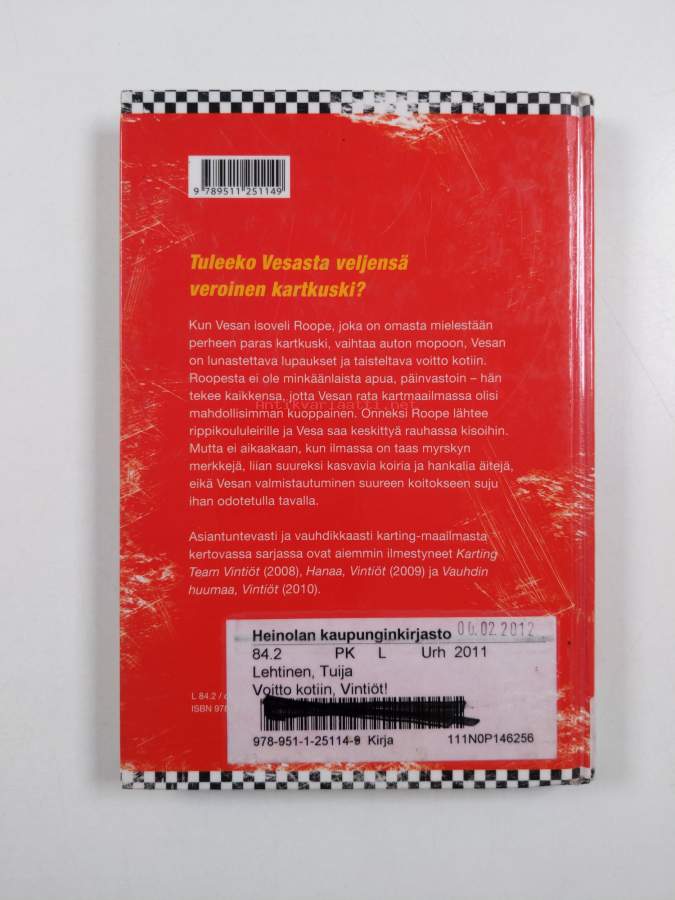 9 789511 251149
Tuleeko Vesasta veljensä
veroinen kartkuski?
Kun Vesan isoveli Roope, joka on omasta mielestään
perheen paras kartkuski, vaihtaa auton mopoon, Vesan
on lunastettava lupaukset ja taisteltava voitto kotiin.
Roopesta ei ole minkäänlaista apua, päinvastoin – hän
tekee kaikkensa, jotta Vesan rata kartmaailmassa olisi
antikvariaatti.net
mahdollisimman kuoppainen. Onneksi Roope lähtee
rippikoululeirille ja Vesa saa keskittyä rauhassa kisoihin.
Mutta ei aikaakaan, kun ilmassa on taas myrskyn
merkkejä, liian suureksi kasvavia koiria ja hankalia äitejä,
eikä Vesan valmistautuminen suureen koitokseen suju
ihan odotetulla tavalla.
Asiantuntevasti ja vauhdikkaasti karting-maailmasta
kertovassa sarjassa ovat aiemmin ilmestyneet Karting
Team Vintiöt (2008), Hanaa, Vintiöt (2009) ja Vauhdin
huumaa, Vintiöt (2010).
Heinolan kaupunginkirjasto
02.2012
84.2 PK L Urh 2011
Lehtinen, Tuija
Voitto kotiin, Vintiöt!
L 84.2 /
ISBN 978
978-951-1-25114-9 Kirja 111N0P146256